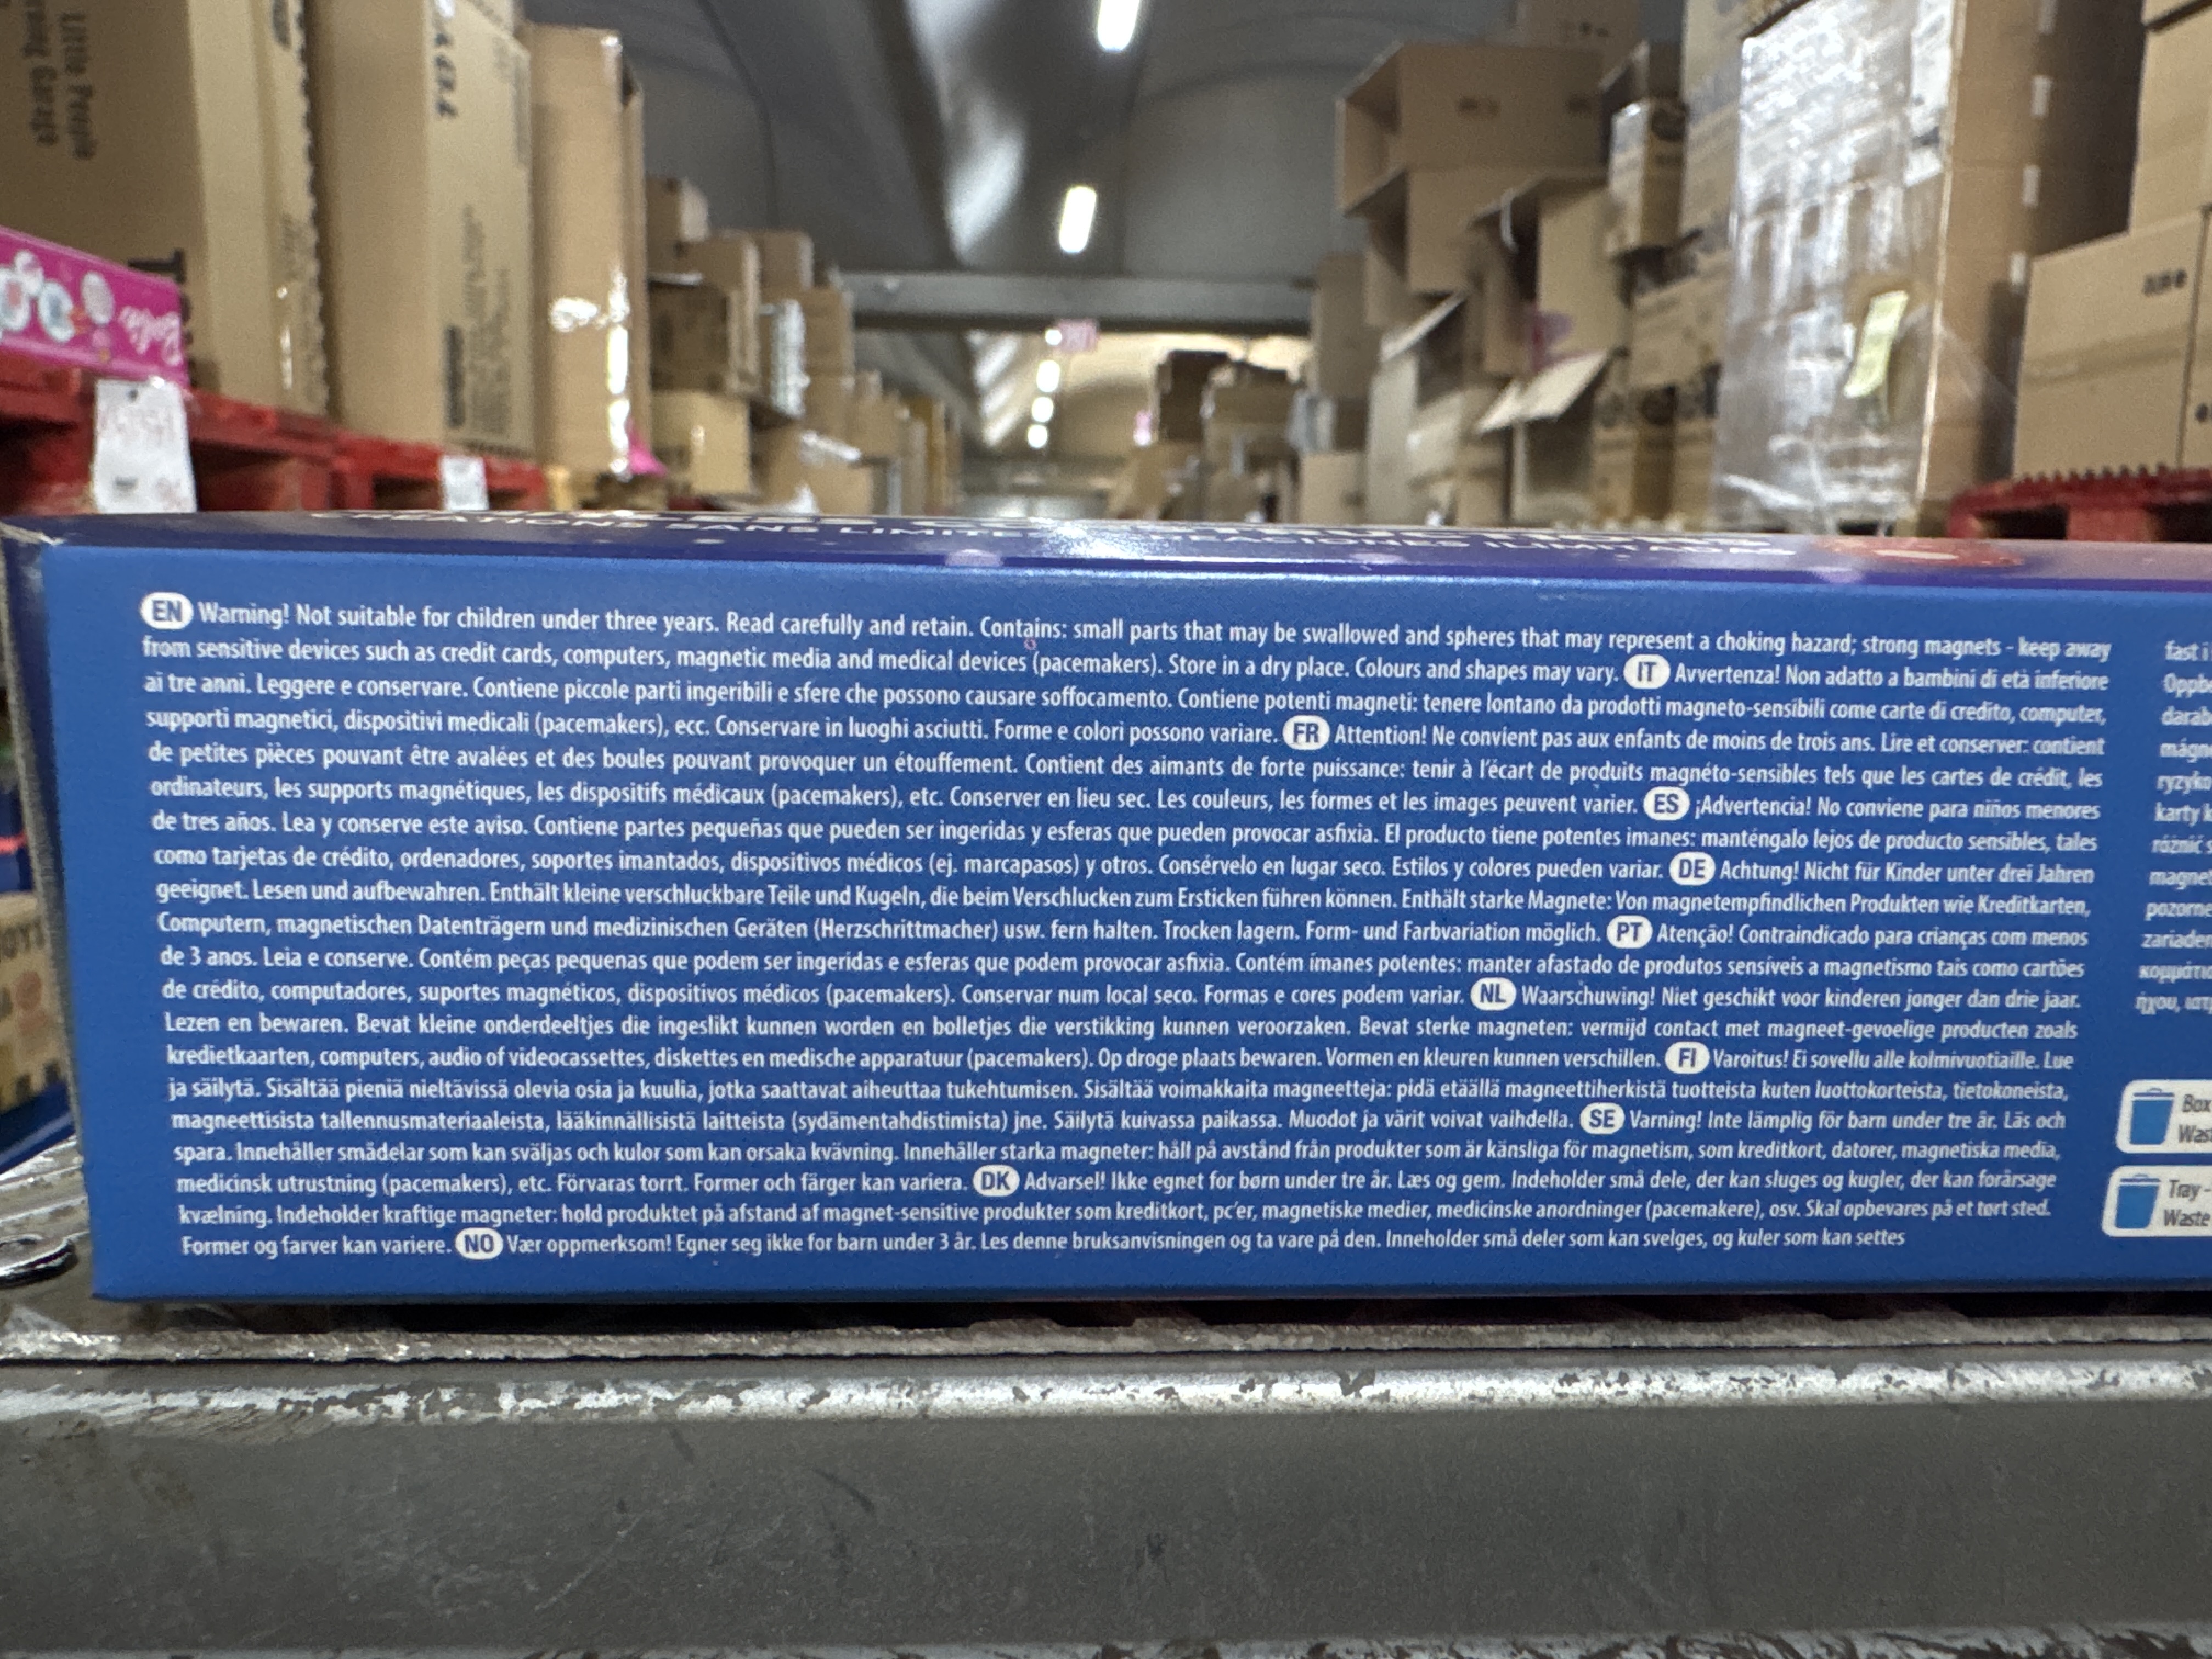 Little People
CRÉATIONS SANS LIMITES CREACIONES ILIMITADAS
EN Warning! Not suitable for children under three years. Read carefully and retain. Contains: small parts that may be swallowed and spheres that may represent a choking hazard; strong magnets - keep away
from sensitive devices such as credit cards, computers, magnetic media and medical devices (pacemakers). Store in a dry place. Colours and shapes may vary. IT Avvertenza! Non adatto a bambini di età inferiore
ai tre anni. Leggere e conservare. Contiene piccole parti ingeribili e sfere che possono causare soffocamento. Contiene potenti magneti: tenere lontano da prodotti magneto-sensibili come carte di credito, computer,
supporti magnetici, dispositivi medicali (pacemakers), ecc. Conservare in luoghi asciutti. Forme e colori possono variare. FR Attention! Ne convient pas aux enfants de moins de trois ans. Lire et conserver: contient
de petites pièces pouvant être avalées et des boules pouvant provoquer un étouffement. Contient des aimants de forte puissance: tenir à l'écart de produits magnéto-sensibles tels que les cartes de crédit, les
ordinateurs, les supports magnétiques, les dispositifs médicaux (pacemakers), etc. Conserver en lieu sec. Les couleurs, les formes et les images peuvent varier. ES ¡Advertencia! No conviene para niños menores
de tres años. Lea y conserve este aviso. Contiene partes pequeñas que pueden ser ingeridas y esferas que pueden provocar asfixia. El producto tiene potentes imanes: manténgalo lejos de producto sensibles, tales
como tarjetas de crédito, ordenadores, soportes imantados, dispositivos médicos (ej. marcapasos) y otros. Consérvelo en lugar seco. Estilos y colores pueden variar. DE Achtung! Nicht für Kinder unter drei Jahren
geeignet. Lesen und aufbewahren. Enthält kleine verschluckbare Teile und Kugeln, die beim Verschlucken zum Ersticken führen können. Enthält starke Magnete: Von magnetempfindlichen Produkten wie Kreditkarten,
Computern, magnetischen Datenträgern und medizinischen Geräten (Herzschrittmacher) usw. fern halten. Trocken lagern. Form- und Farbvariation möglich. PT Atenção! Contraindicado para crianças com menos
de 3 anos. Leia e conserve. Contém peças pequenas que podem ser ingeridas e esferas que podem provocar asfixia. Contém ímanes potentes: manter afastado de produtos sensíveis a magnetismo tais como cartões
de crédito, computadores, suportes magnéticos, dispositivos médicos (pacemakers). Conservar num local seco. Formas e cores podem variar. NL Waarschuwing! Niet geschikt voor kinderen jonger dan drie jaar.
Lezen en bewaren. Bevat kleine onderdeeltjes die ingeslikt kunnen worden en bolletjes die verstikking kunnen veroorzaken. Bevat sterke magneten: vermijd contact met magneet-gevoelige producten zoals
kredietkaarten, computers, audio of videocassettes, diskettes en medische apparatuur (pacemakers). Op droge plaats bewaren. Vormen en kleuren kunnen verschillen. FI Varoitus! Ei sovellu alle kolmivuotiaille. Lue
ja säilytä. Sisältää pieniä nieltävissä olevia osia ja kuulia, jotka saattavat aiheuttaa tukehtumisen. Sisältää voimakkaita magneetteja: pidä etäällä magneettiherkistä tuotteista kuten luottokorteista, tietokoneista,
magneettisista tallennusmateriaaleista, lääkinnällisistä laitteista (sydämentahdistimista) jne. Säilytä kuivassa paikassa. Muodot ja värit voivat vaihdella. SE Varning! Inte lämplig för barn under tre år. Läs och
spara. Innehåller smådelar som kan sväljas och kulor som kan orsaka kvävning. Innehåller starka magneter: håll på avstånd från produkter som är känsliga för magnetism, som kreditkort, datorer, magnetiska media,
medicinsk utrustning (pacemakers), etc. Förvaras torrt. Former och färger kan variera. DK Advarsel! Ikke egnet for børn under tre år. Læs og gem. Indeholder små dele, der kan sluges og kugler, der kan forårsage
kvælning. Indeholder kraftige magneter: hold produktet på afstand af magnet-sensitive produkter som kreditkort, pc'er, magnetiske medier, medicinske anordninger (pacemakere), osv. Skal opbevares på et tørt sted.
Former og farver kan variere. NO Vær oppmerksom! Egner seg ikke for barn under 3 år. Les denne bruksanvisningen og ta vare på den. Inneholder små deler som kan svelges, og kuler som kan settes
fast i
karty k
różnić s
Box
Tray -
Waste